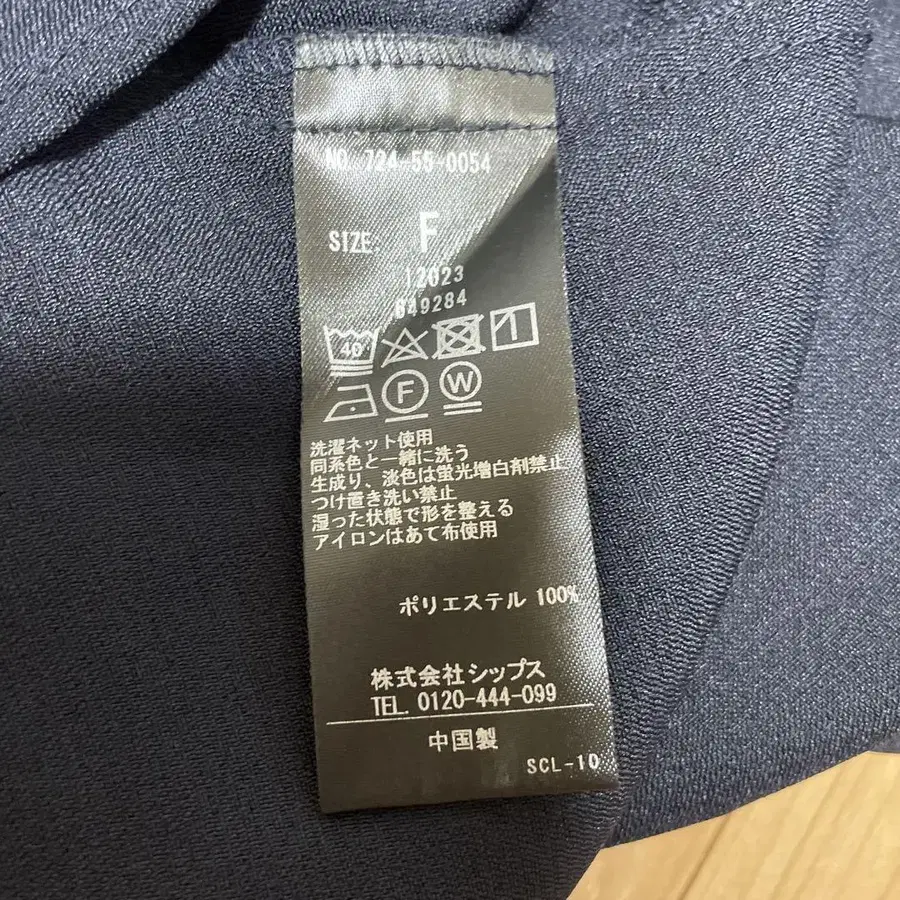 NO. 724-55-0054
SIZE: F
12023
649284
40
F W
洗濯ネット使用
同系色と一緒に洗う
生成り、淡色は蛍光増白剤禁止
つけ置き洗い禁止
湿った状態で形を整える
アイロンはあて布使用
ポリエステル 100%
株式会社シップス
TEL. 0120-444-099
中国製
SCL-10